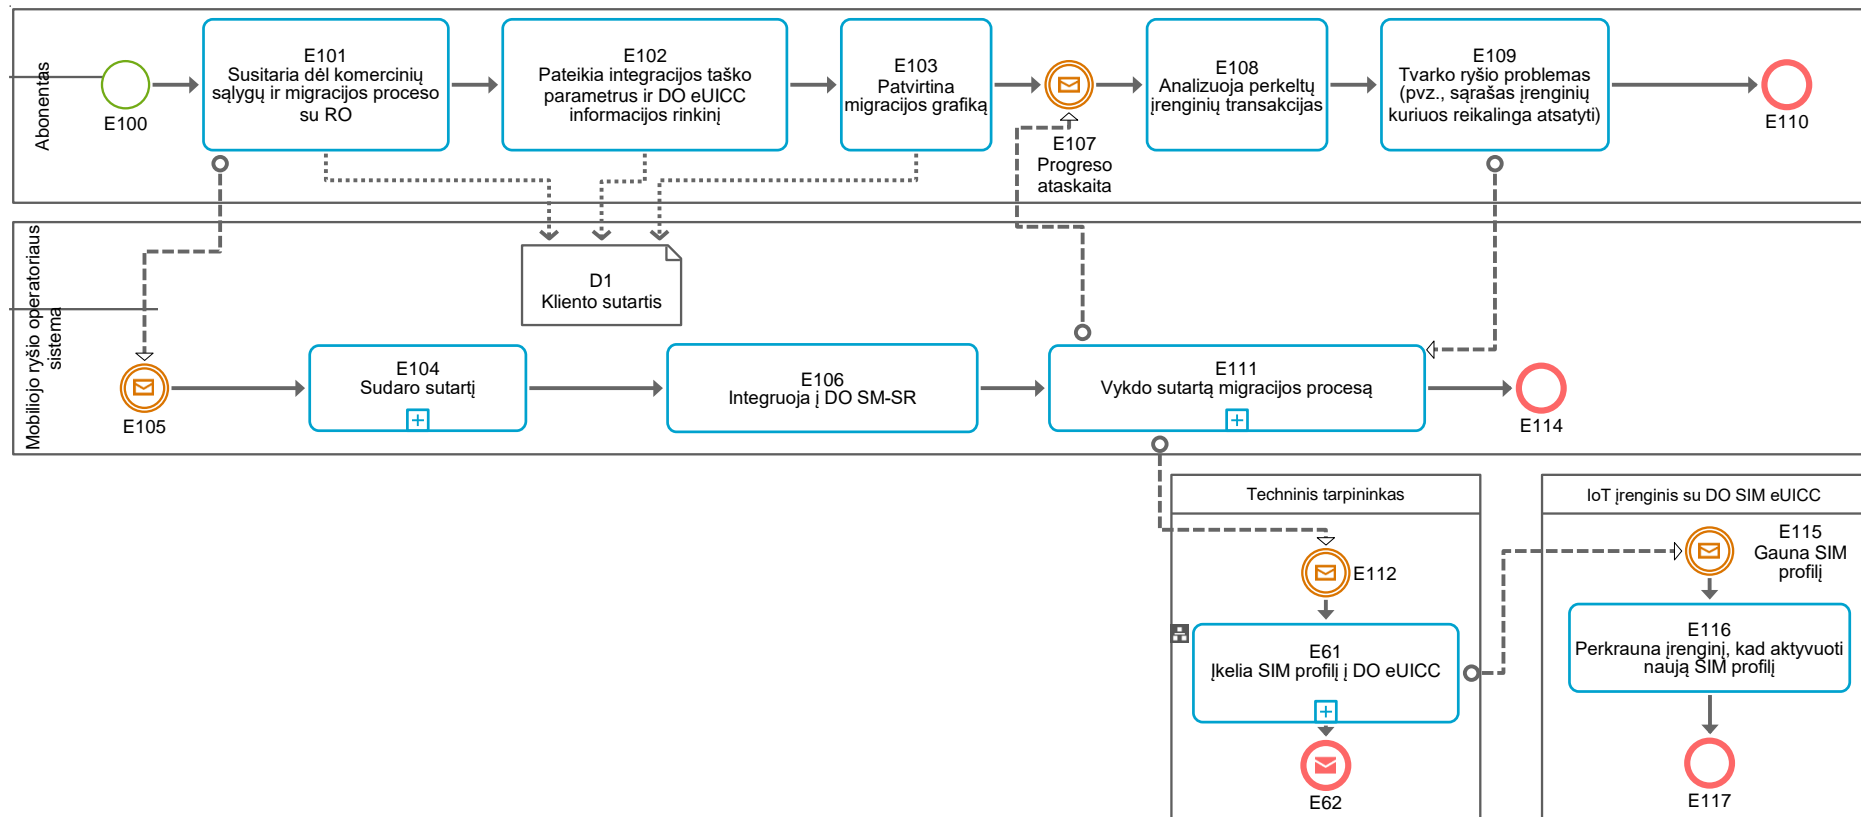 Abonentas
E100
E101
Susitaria dėl komercinių
sąlygų ir migracijos proceso
su RO
E102
Pateikia integracijos taško
parametrus ir DO eUICC
informacijos rinkinį
E103
Patvirtina
migracijos grafiką
E107
Progreso
ataskaita
E108
Analizuoja perkeltų
įrenginių transakcijas
E109
Tvarko ryšio problemas
(pvz., sąrašas įrenginių
kuriuos reikalinga atsatyti)
E110
Mobiliojo ryšio operatoriaus
sistema
D1
Kliento sutartis
E105
E104
Sudaro sutartį
E106
Integruoja į DO SM-SR
E111
Vykdo sutartą migracijos procesą
E114
Techninis tarpininkas
E112
E61
Įkelia SIM profilį į DO eUICC
E62
IoT įrenginis su DO SIM eUICC
E115
Gauna SIM
profilį
E116
Perkrauna įrenginį, kad aktyvuoti
naują SIM profilį
E117